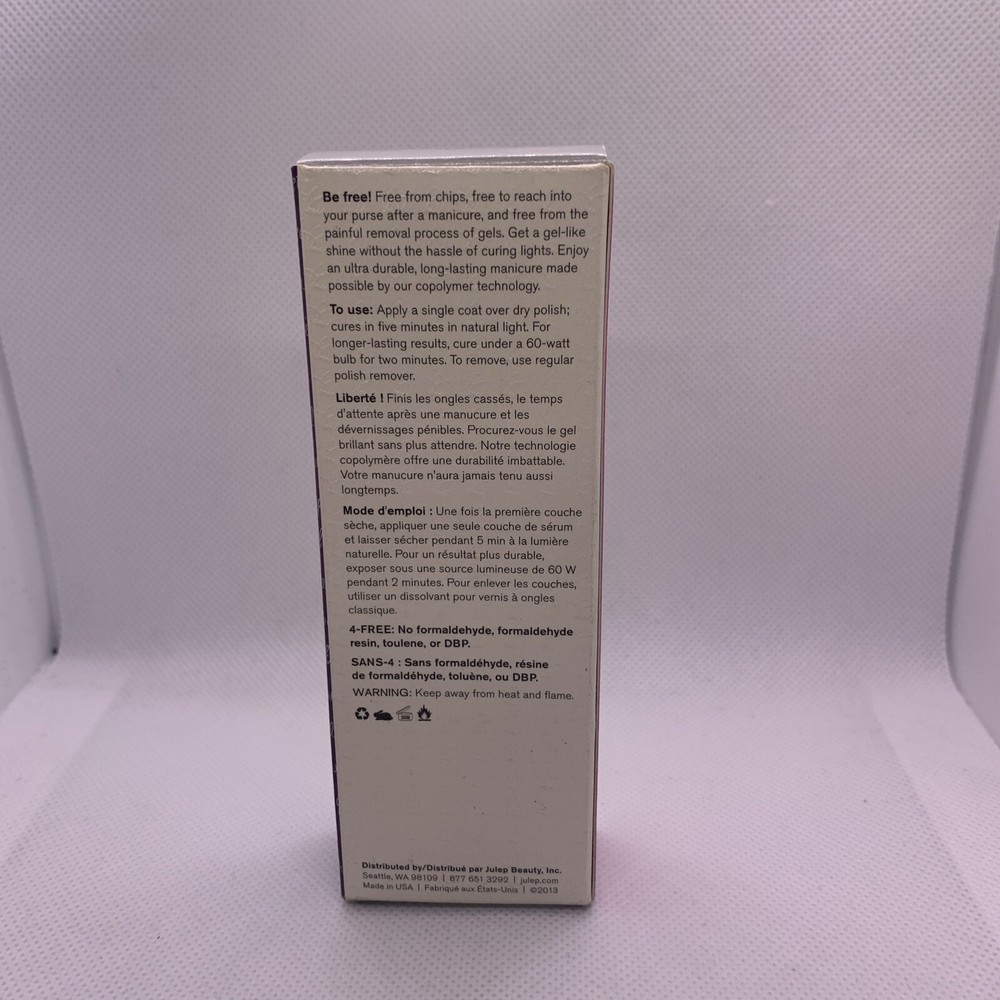 Be free! Free from chips, free to reach into
your purse after a manicure, and free from the
painful removal process of gels. Get a gel-like
shine without the hassle of curing lights. Enjoy
an ultra durable, long-lasting manicure made
possible by our copolymer technology.
To use: Apply a single coat over dry polish;
cures in five minutes in natural light. For
longer-lasting results, cure under a 60-watt
bulb for two minutes. To remove, use regular
polish remover.
Liberté ! Finis les ongles cassés, le temps
d'attente après une manucure et les
dévernissages pénibles. Procurez-vous le gel
brillant sans plus attendre. Notre technologie
copolymère offre une durabilité imbattable.
Votre manucure n'aura jamais tenu aussi
longtemps.
Mode d'emploi : Une fois la première couche
sèche, appliquer une seule couche de sérum
et laisser sécher pendant 5 min à la lumière
naturelle. Pour un résultat plus durable,
exposer sous une source lumineuse de 60 W
pendant 2 minutes. Pour enlever les couches,
utiliser un dissolvant pour vernis à ongles
classique.
4-FREE: No formaldehyde, formaldehyde
resin, toulene, or DBP.
SANS-4 : Sans formaldéhyde, résine
de formaldéhyde, toluène, ou DBP.
WARNING: Keep away from heat and flame.
Distributed by/Distribué par Julep Beauty, Inc.
Seattle, WA 98109 | 877 651 3292 | julep.com
Made in USA | Fabriqué aux États-Unis | ©2013